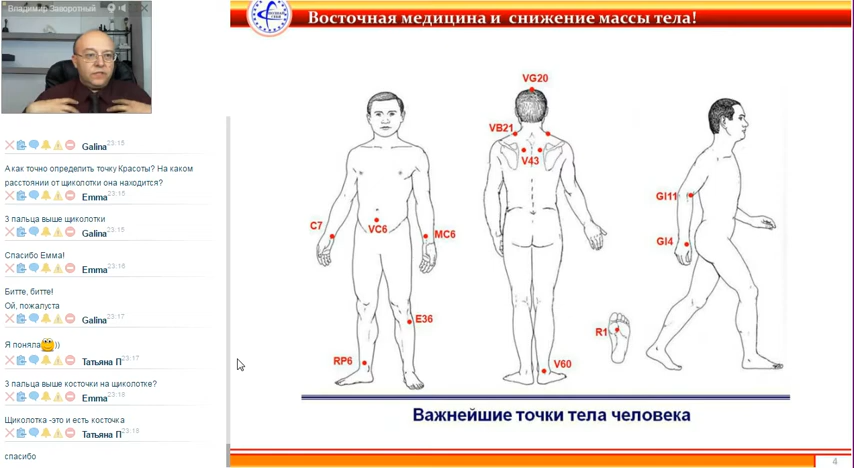 Владимир Заворотный
Galina 23:15
А как точно определить точку Красоты? На каком
расстоянии от щиколотки она находится?
Emma 23:15
3 пальца выше щиколотки
Galina 23:15
Спасибо Емма!
Emma 23:16
Битте, битте!
Ой, пожалуста
Galina 23:17
Я поняла ))
Татьяна П 23:17
3 пальца выше косточки на щиколотке?
Emma 23:18
Щиколотка -это и есть косточка
Татьяна П 23:18
спасибо
Восточная медицина и снижение массы тела!
VG20
VB21
V43
GI11
C7
VC6
MC6
GI4
E36
R1
RP6
V60
Важнейшие точки тела человека
4